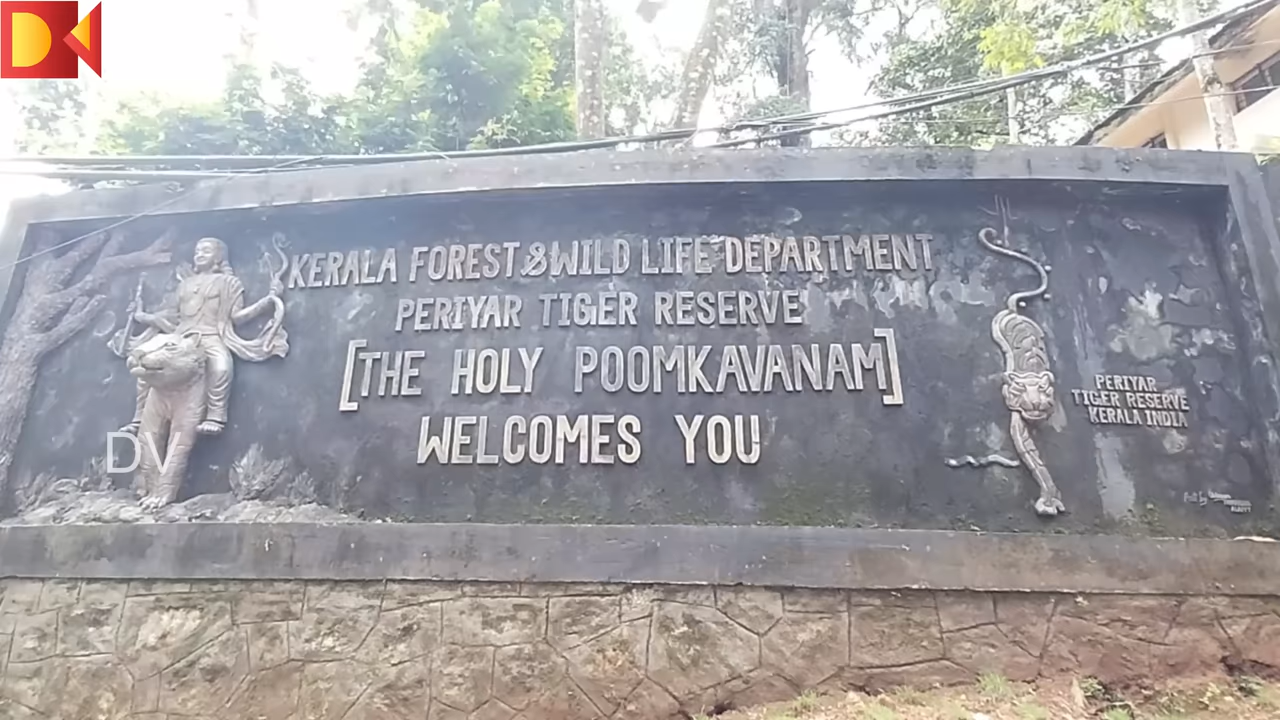 KERALA FOREST & WILD LIFE DEPARTMENT
PERIYAR TIGER RESERVE
[THE HOLY POOMKAVANAM]
WELCOMES YOU
PERIYAR
TIGER RESERVE
KERALA INDIA
DV